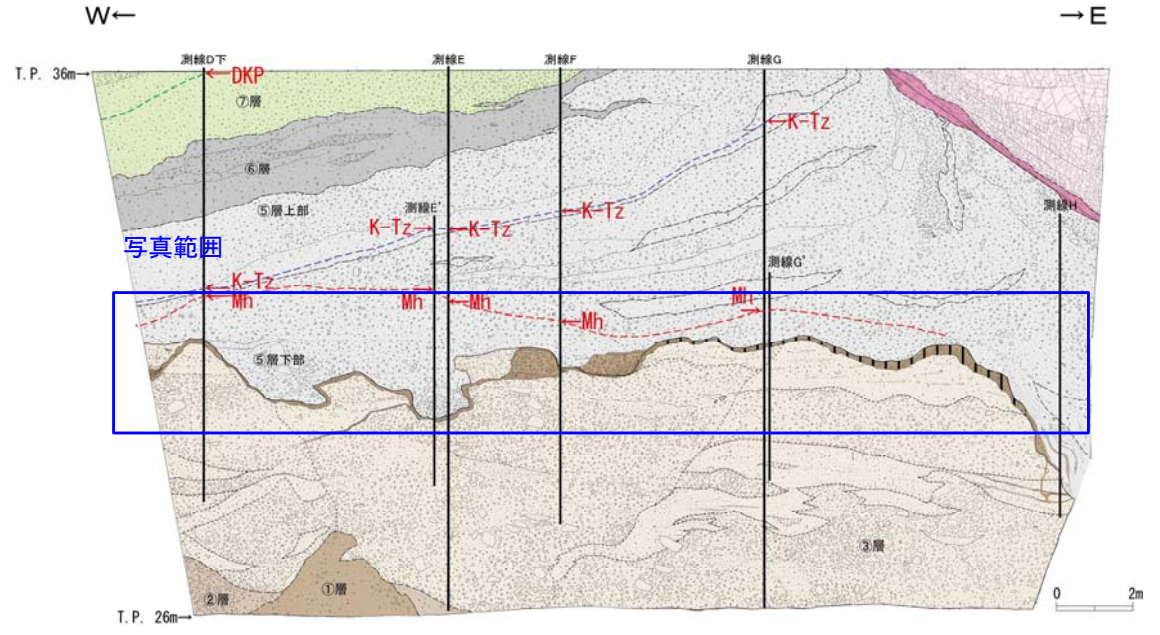 W← →E
測線D下 測線E 測線F 測線G
T.P. 36m→ ←DKP
⑦層
←K-Tz
⑥層
⑤層上部 測線E' ←K-Tz 測線H
K-Tz→ ←K-Tz
写真範囲
測線G'
←K-Tz
←Mh Mh→ ←Mh Mh→
←Mh
⑤層下部
③層
①層
②層
0 2m
T.P. 26m→